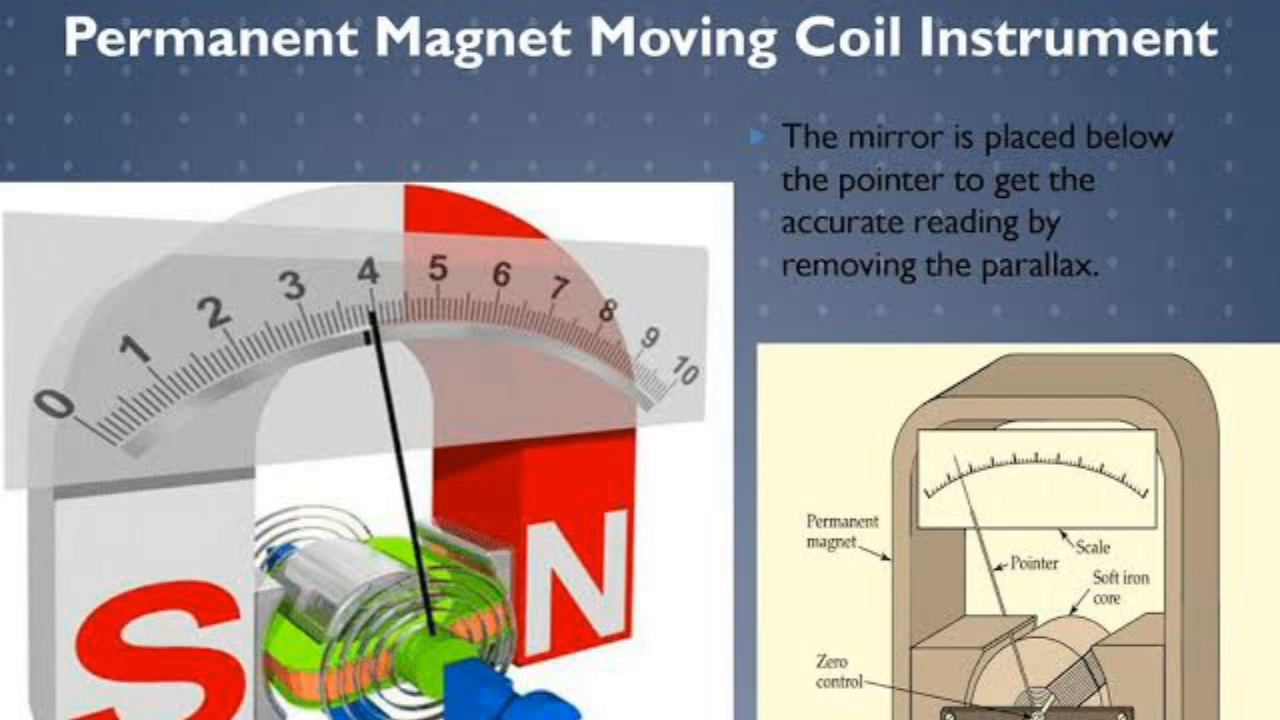 Permanent Magnet Moving Coil Instrument
The mirror is placed below
the pointer to get the
accurate reading by
removing the parallax.
0 1 2 3 4 5 6 7 8 9 10
S
N
Permanent
magnet
Scale
Pointer
Soft iron
core
Zero
control